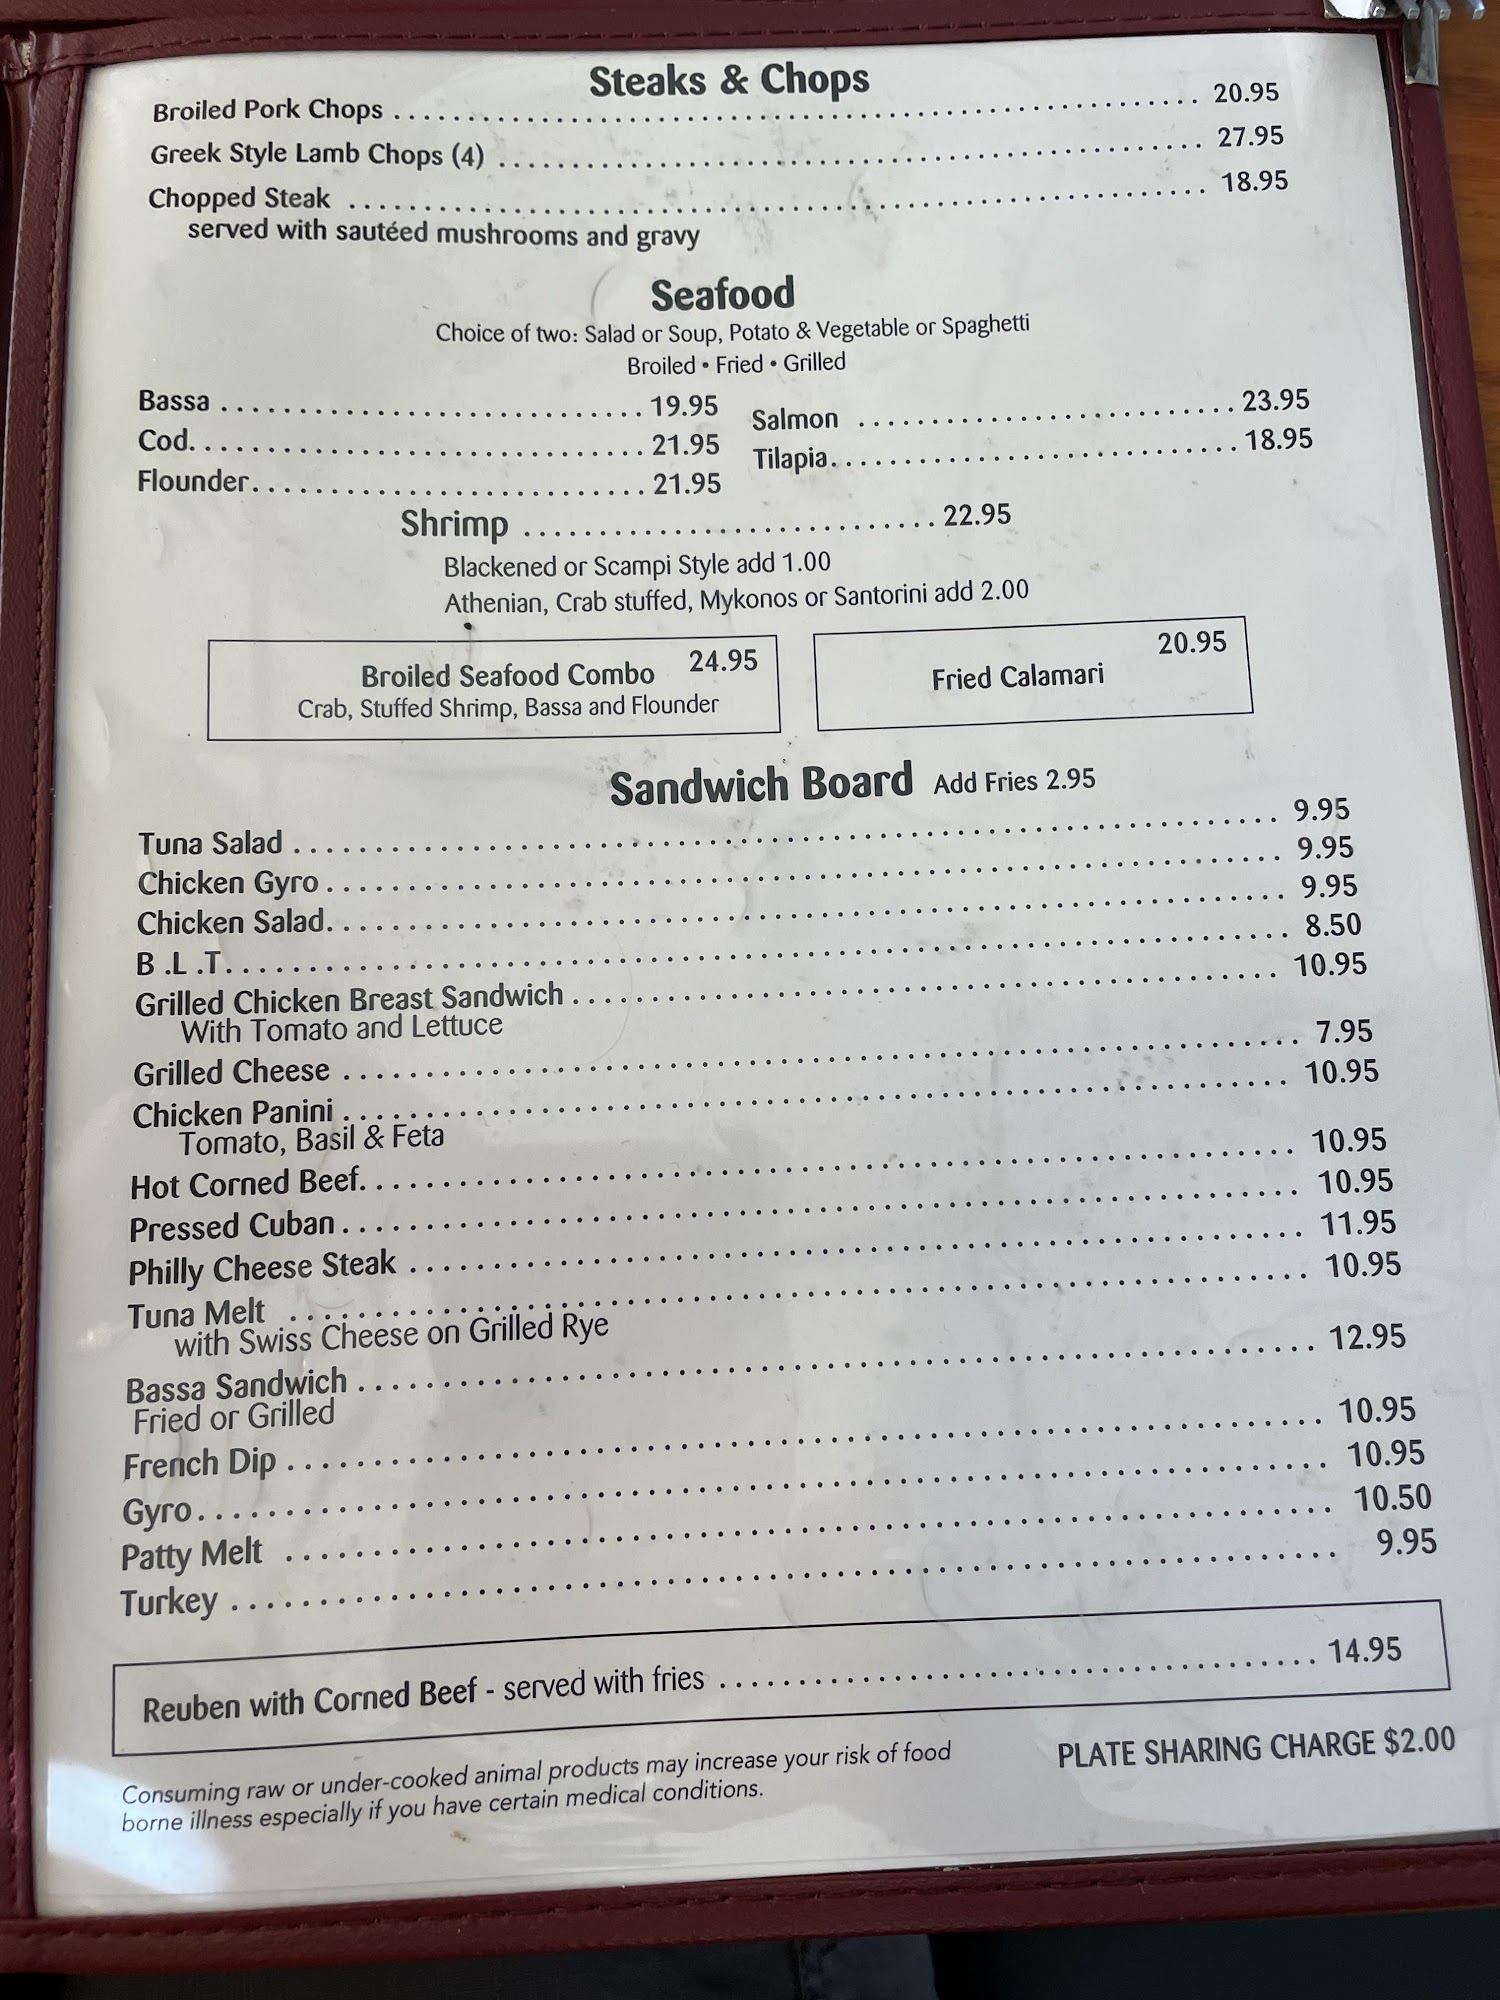 Steaks & Chops
Broiled Pork Chops 20.95
Greek Style Lamb Chops (4) 27.95
Chopped Steak 18.95
served with sautéed mushrooms and gravy
Seafood
Choice of two: Salad or Soup, Potato & Vegetable or Spaghetti
Broiled • Fried • Grilled
Bassa 19.95
Cod 21.95
Flounder 21.95
Salmon 23.95
Tilapia 18.95
Shrimp 22.95
Blackened or Scampi Style add 1.00
Athenian, Crab stuffed, Mykonos or Santorini add 2.00
Broiled Seafood Combo 24.95
Crab, Stuffed Shrimp, Bassa and Flounder
Fried Calamari 20.95
Sandwich Board Add Fries 2.95
Tuna Salad 9.95
Chicken Gyro 9.95
Chicken Salad 9.95
B .L .T. 8.50
Grilled Chicken Breast Sandwich 10.95
With Tomato and Lettuce
Grilled Cheese 7.95
Chicken Panini 10.95
Tomato, Basil & Feta
Hot Corned Beef 10.95
Pressed Cuban 10.95
Philly Cheese Steak 11.95
Tuna Melt 10.95
with Swiss Cheese on Grilled Rye
Bassa Sandwich 12.95
Fried or Grilled
French Dip 10.95
Gyro 10.95
Patty Melt 10.50
Turkey 9.95
Reuben with Corned Beef - served with fries 14.95
PLATE SHARING CHARGE $2.00
Consuming raw or under-cooked animal products may increase your risk of food
borne illness especially if you have certain medical conditions.